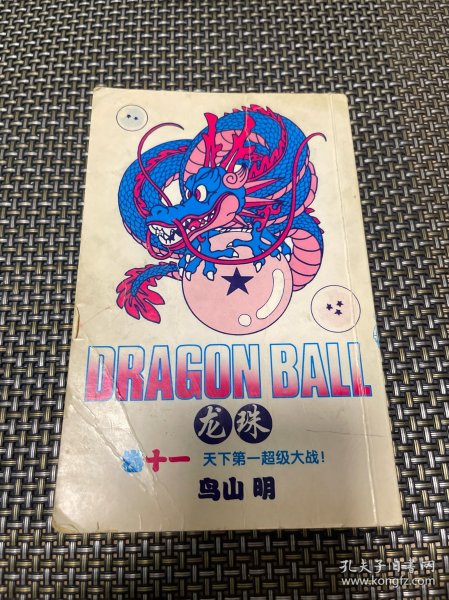 DRAGON BALL
龙珠
卷十一 天下第一超级大战!
鸟山 明
孔夫子旧书网
www.kongfz.com